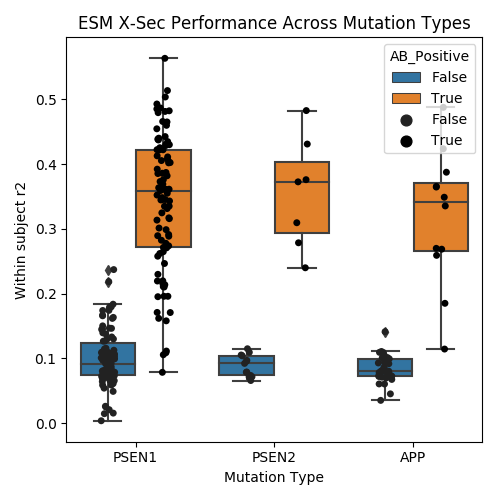 ESM X-Sec Performance Across Mutation Types
AB_Positive
False
True
False
True
Within subject r2
0.5
0.4
0.3
0.2
0.1
0.0
PSEN1 PSEN2 APP
Mutation Type